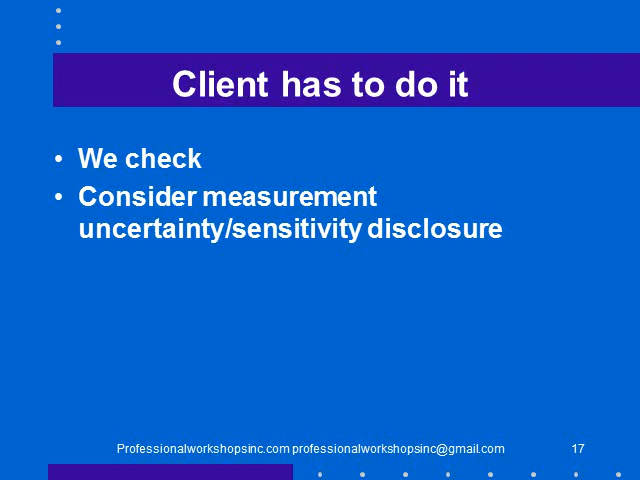 Client has to do it
• We check
• Consider measurement
uncertainty/sensitivity disclosure
Professionalworkshopsinc.com professionalworkshopsinc@gmail.com 17